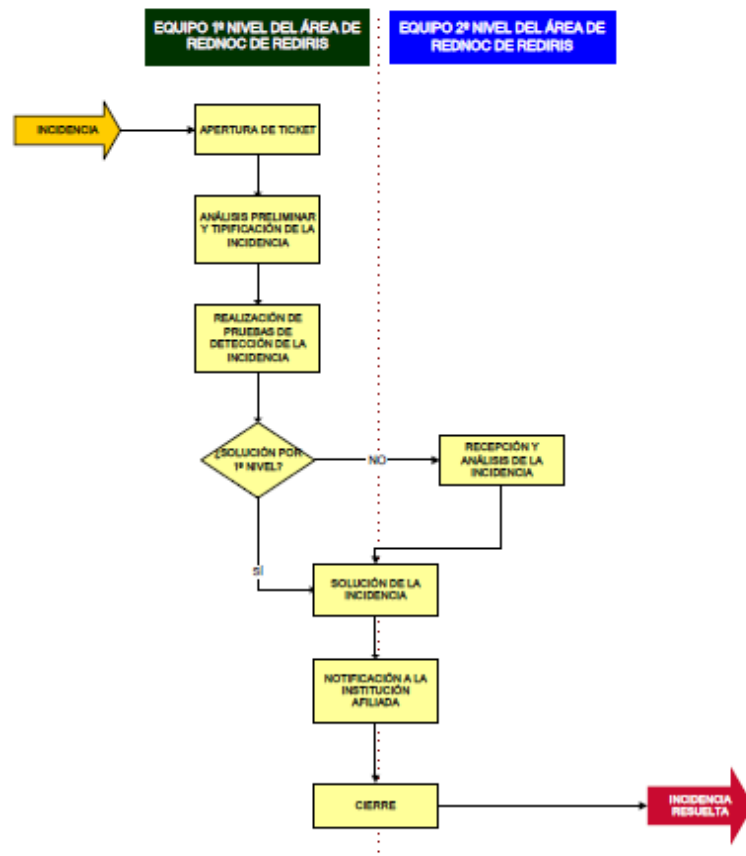 EQUIPO 1º NIVEL DEL ÁREA DE
REDNOC DE REDIRIS
EQUIPO 2º NIVEL DEL ÁREA DE
REDNOC DE REDIRIS
INCIDENCIA
APERTURA DE TICKET
ANÁLISIS PRELIMINAR
Y TIPIFICACIÓN DE LA
INCIDENCIA
REALIZACIÓN DE
PRUEBAS DE
DETECCIÓN DE LA
INCIDENCIA
¿SOLUCIÓN POR
1º NIVEL?
NO
RECEPCIÓN Y
ANÁLISIS DE LA
INCIDENCIA
SÍ
SOLUCIÓN DE LA
INCIDENCIA
NOTIFICACIÓN A LA
INSTITUCIÓN
AFILIADA
CIERRE
INCIDENCIA
RESUELTA